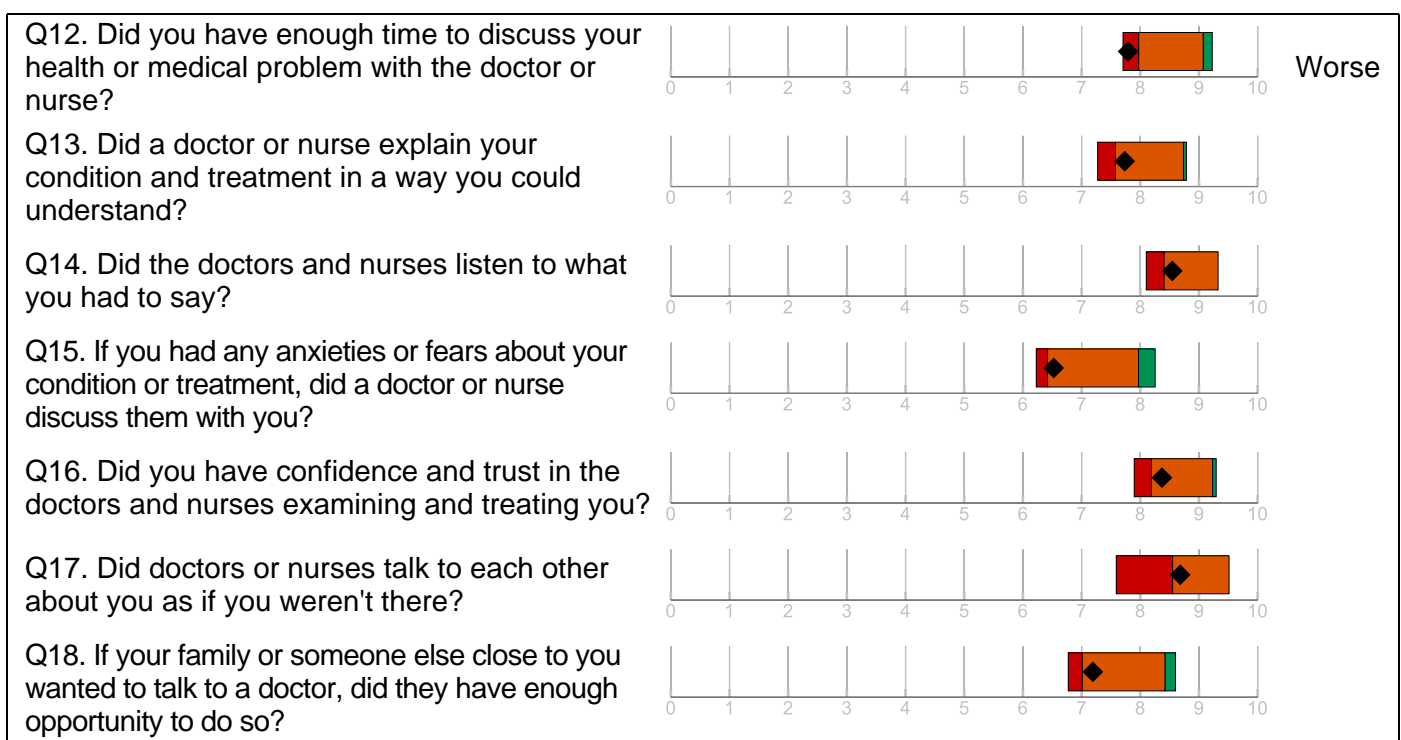 Q12. Did you have enough time to discuss your
health or medical problem with the doctor or
nurse?
0 1 2 3 4 5 6 7 8 9 10
Worse
Q13. Did a doctor or nurse explain your
condition and treatment in a way you could
understand?
0 1 2 3 4 5 6 7 8 9 10
Q14. Did the doctors and nurses listen to what
you had to say?
0 1 2 3 4 5 6 7 8 9 10
Q15. If you had any anxieties or fears about your
condition or treatment, did a doctor or nurse
discuss them with you?
0 1 2 3 4 5 6 7 8 9 10
Q16. Did you have confidence and trust in the
doctors and nurses examining and treating you?
0 1 2 3 4 5 6 7 8 9 10
Q17. Did doctors or nurses talk to each other
about you as if you weren't there?
0 1 2 3 4 5 6 7 8 9 10
Q18. If your family or someone else close to you
wanted to talk to a doctor, did they have enough
opportunity to do so?
0 1 2 3 4 5 6 7 8 9 10